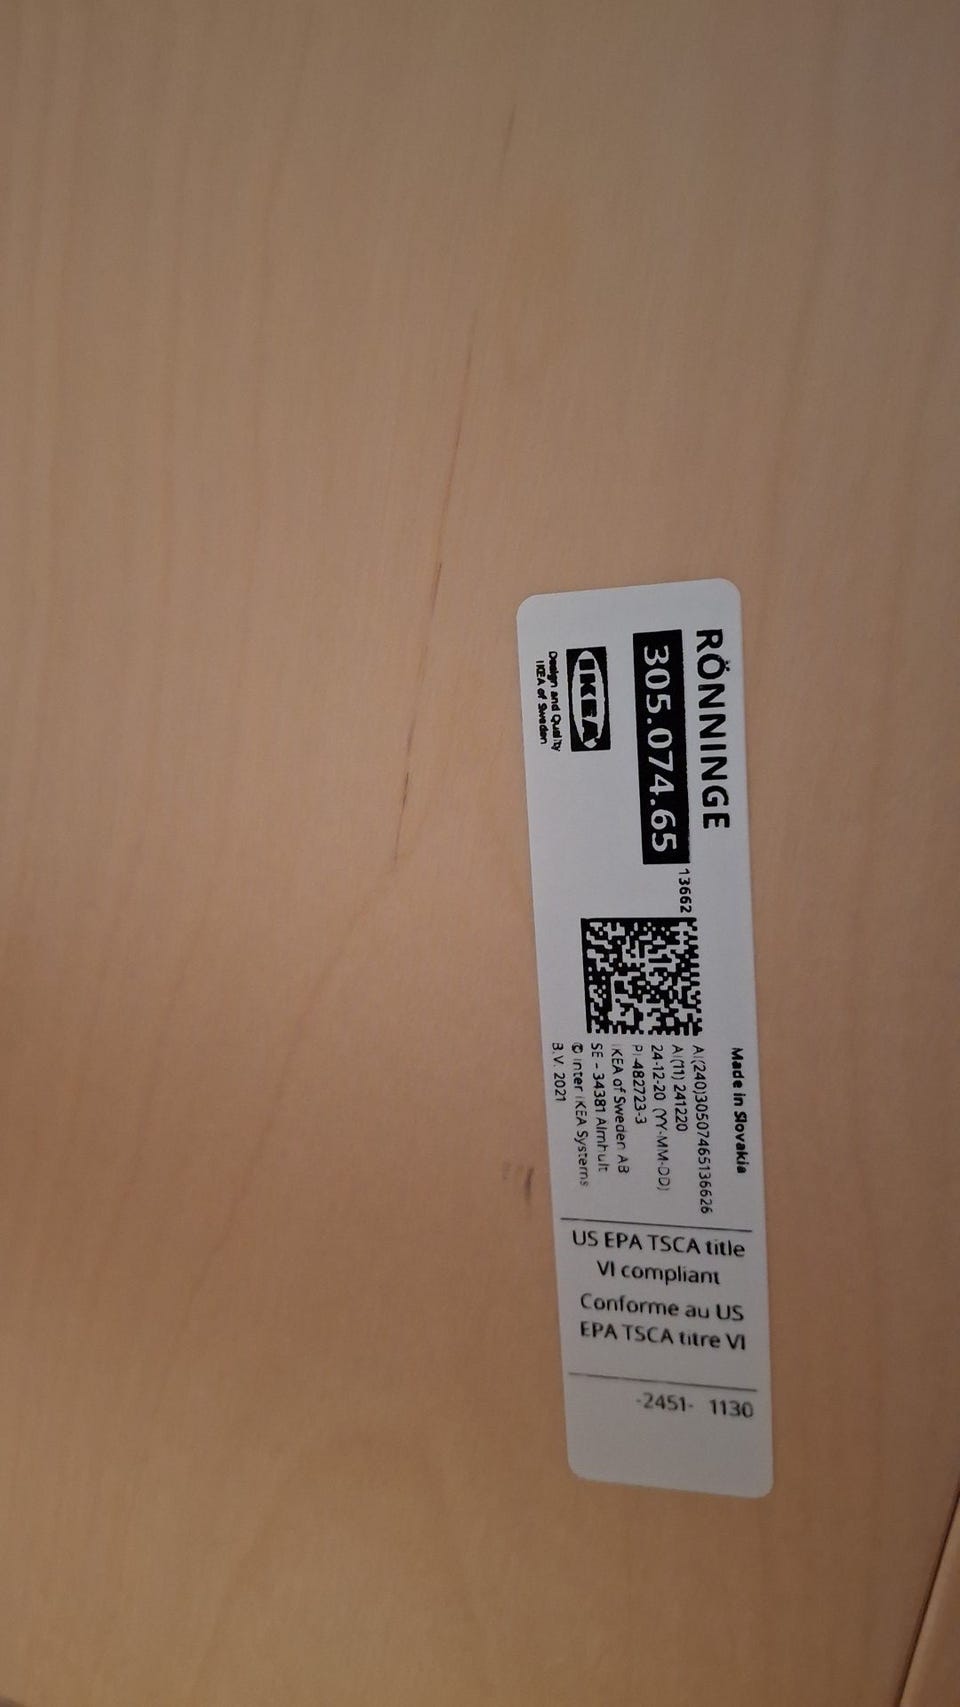 RÖNNINGE
305.074.65
13662
IKEA
Design and Quality
IKEA of Sweden
Made in Slovakia
AI(240)30507465136626
AI(11) 241220
24-12-20 (YY-MM-DD)
PI-482723-3
IKEA of Sweden AB
SE - 34381 Älmhult
© Inter IKEA Systems
B.V. 2021
US EPA TSCA title
VI compliant
Conforme au US
EPA TSCA titre VI
-2451- 1130